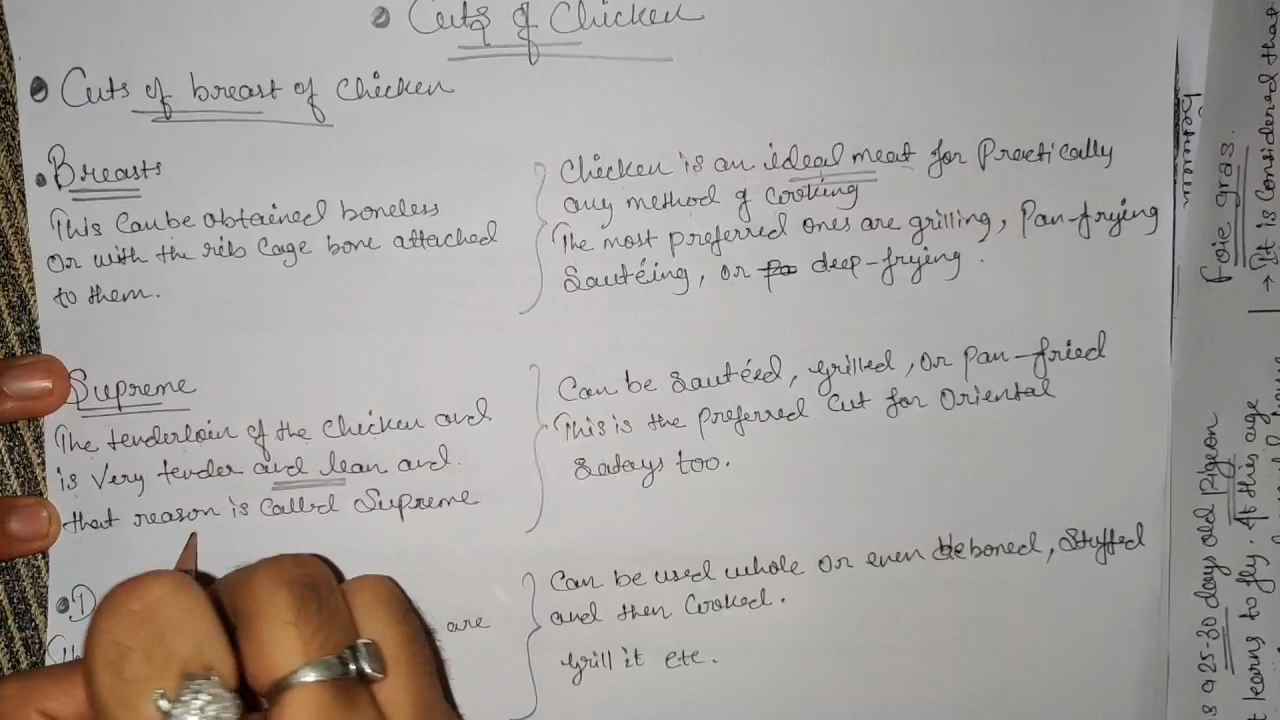 Cuts of Chicken
Cuts of breast of chicken
Breasts
This can be obtained boneless
or with the rib cage bone attached
to them.
Chicken is an ideal meat for Practically
any method of cooking
The most preferred ones are grilling, Pan-frying
Sautéing, or deep-frying.
Supreme
The tenderloin of the chicken and
is Very tender and lean and
that reason is called Supreme
Can be Sautéed, grilled, or pan-fried
This is the preferred cut for Oriental
Satays too.
D
are
Can be used whole or even deboned, Stuffed
and then Cooked.
Grill it etc.
between
foie gras.
→ It is Considered that
25-30 days old Pigeon
learns to fly. At this age